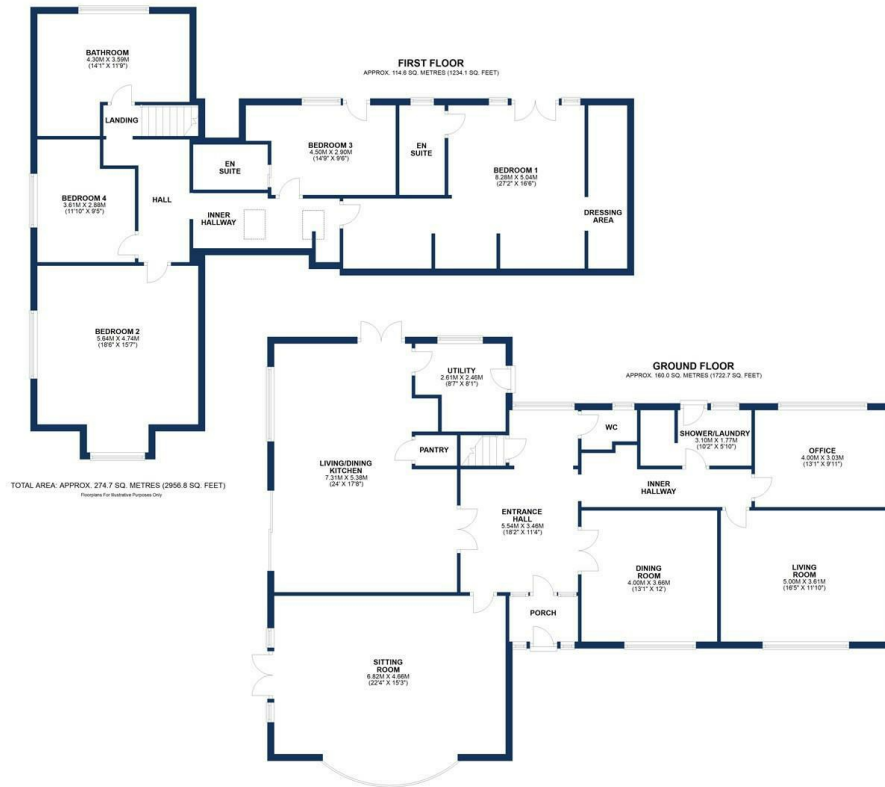 FIRST FLOOR
APPROX. 114.6 SQ. METRES (1234.1 SQ. FEET)
BATHROOM
4.30M X 3.59M
(14'1" X 11'9")
LANDING
BEDROOM 3
4.50M X 2.90M
(14'9" X 9'6")
EN
SUITE
EN
SUITE
BEDROOM 1
8.28M X 5.04M
(27'2" X 16'6")
DRESSING
AREA
BEDROOM 4
3.61M X 2.88M
(11'10" X 9'5")
HALL
INNER
HALLWAY
BEDROOM 2
5.64M X 4.74M
(18'6" X 15'7")
TOTAL AREA: APPROX. 274.7 SQ. METRES (2956.8 SQ. FEET)
Floorplans For Illustrative Purposes Only
GROUND FLOOR
APPROX. 160.0 SQ. METRES (1722.7 SQ. FEET)
UTILITY
2.61M X 2.46M
(8'7" X 8'1")
WC
SHOWER/LAUNDRY
3.10M X 1.77M
(10'2" X 5'10")
OFFICE
4.00M X 3.03M
(13'1" X 9'11")
PANTRY
LIVING/DINING
KITCHEN
7.31M X 5.38M
(24' X 17'8")
INNER
HALLWAY
ENTRANCE
HALL
5.54M X 3.46M
(18'2" X 11'4")
DINING
ROOM
4.00M X 3.66M
(13'1" X 12')
LIVING
ROOM
5.00M X 3.61M
(16'5" X 11'10")
PORCH
SITTING
ROOM
6.82M X 4.66M
(22'4" X 15'3")